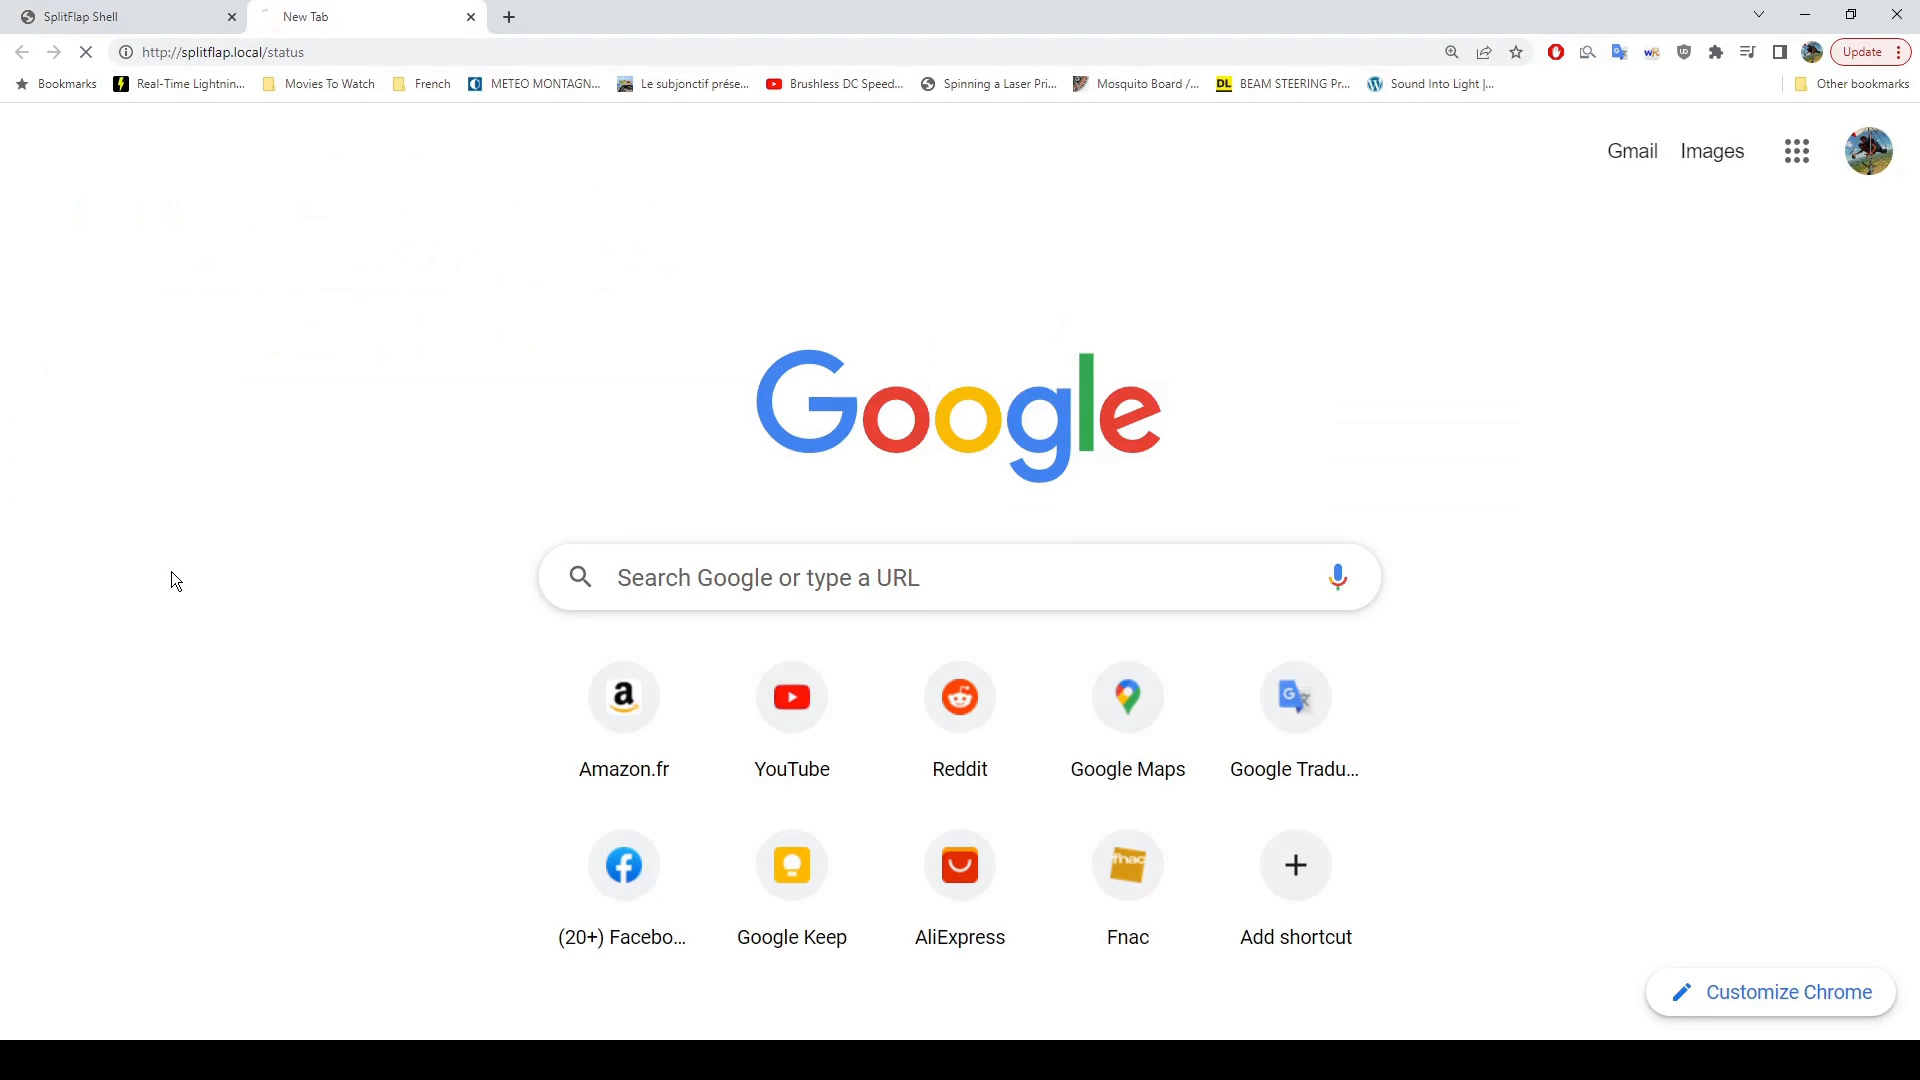 SplitFlap Shell
New Tab
http://splitflap.local/status
Update
Bookmarks
Real-Time Lightnin...
Movies To Watch
French
METEO MONTAGN...
Le subjonctif prése...
Brushless DC Speed...
Spinning a Laser Pri...
Mosquito Board /...
DL
BEAM STEERING Pr...
Sound Into Light |...
Other bookmarks
Gmail
Images
Google
Search Google or type a URL
Amazon.fr
YouTube
Reddit
Google Maps
Google Tradu...
fnac
(20+) Facebo...
Google Keep
AliExpress
Fnac
Add shortcut
Customize Chrome